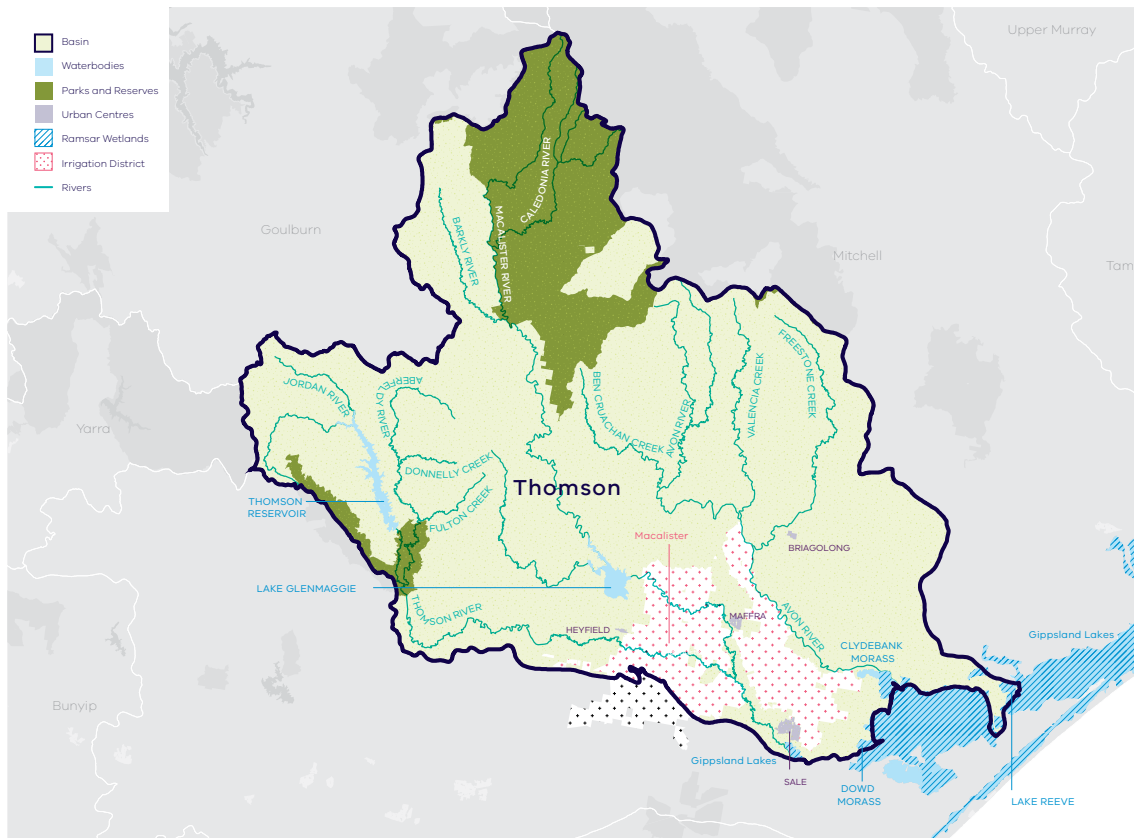 Basin
Waterbodies
Parks and Reserves
Urban Centres
Ramsar Wetlands
Irrigation District
Rivers
Upper Murray
Goulburn
Mitchell
Tam
Yarra
Bunyip
CALEDONIA RIVER
MACALISTER RIVER
BARKLY RIVER
JORDAN RIVER
ABERFELDY RIVER
BEN CRUACHAN CREEK
AVON RIVER
VALENCIA CREEK
FREESTONE CREEK
DONNELLY CREEK
FULTON CREEK
Thomson
THOMSON
RESERVOIR
Macalister
BRIAGOLONG
LAKE GLENMAGGIE
THOMSON RIVER
HEYFIELD
MAFFRA
AVON RIVER
CLYDEBANK
MORASS
Gippsland Lakes
Gippsland Lakes
SALE
DOWD
MORASS
LAKE REEVE